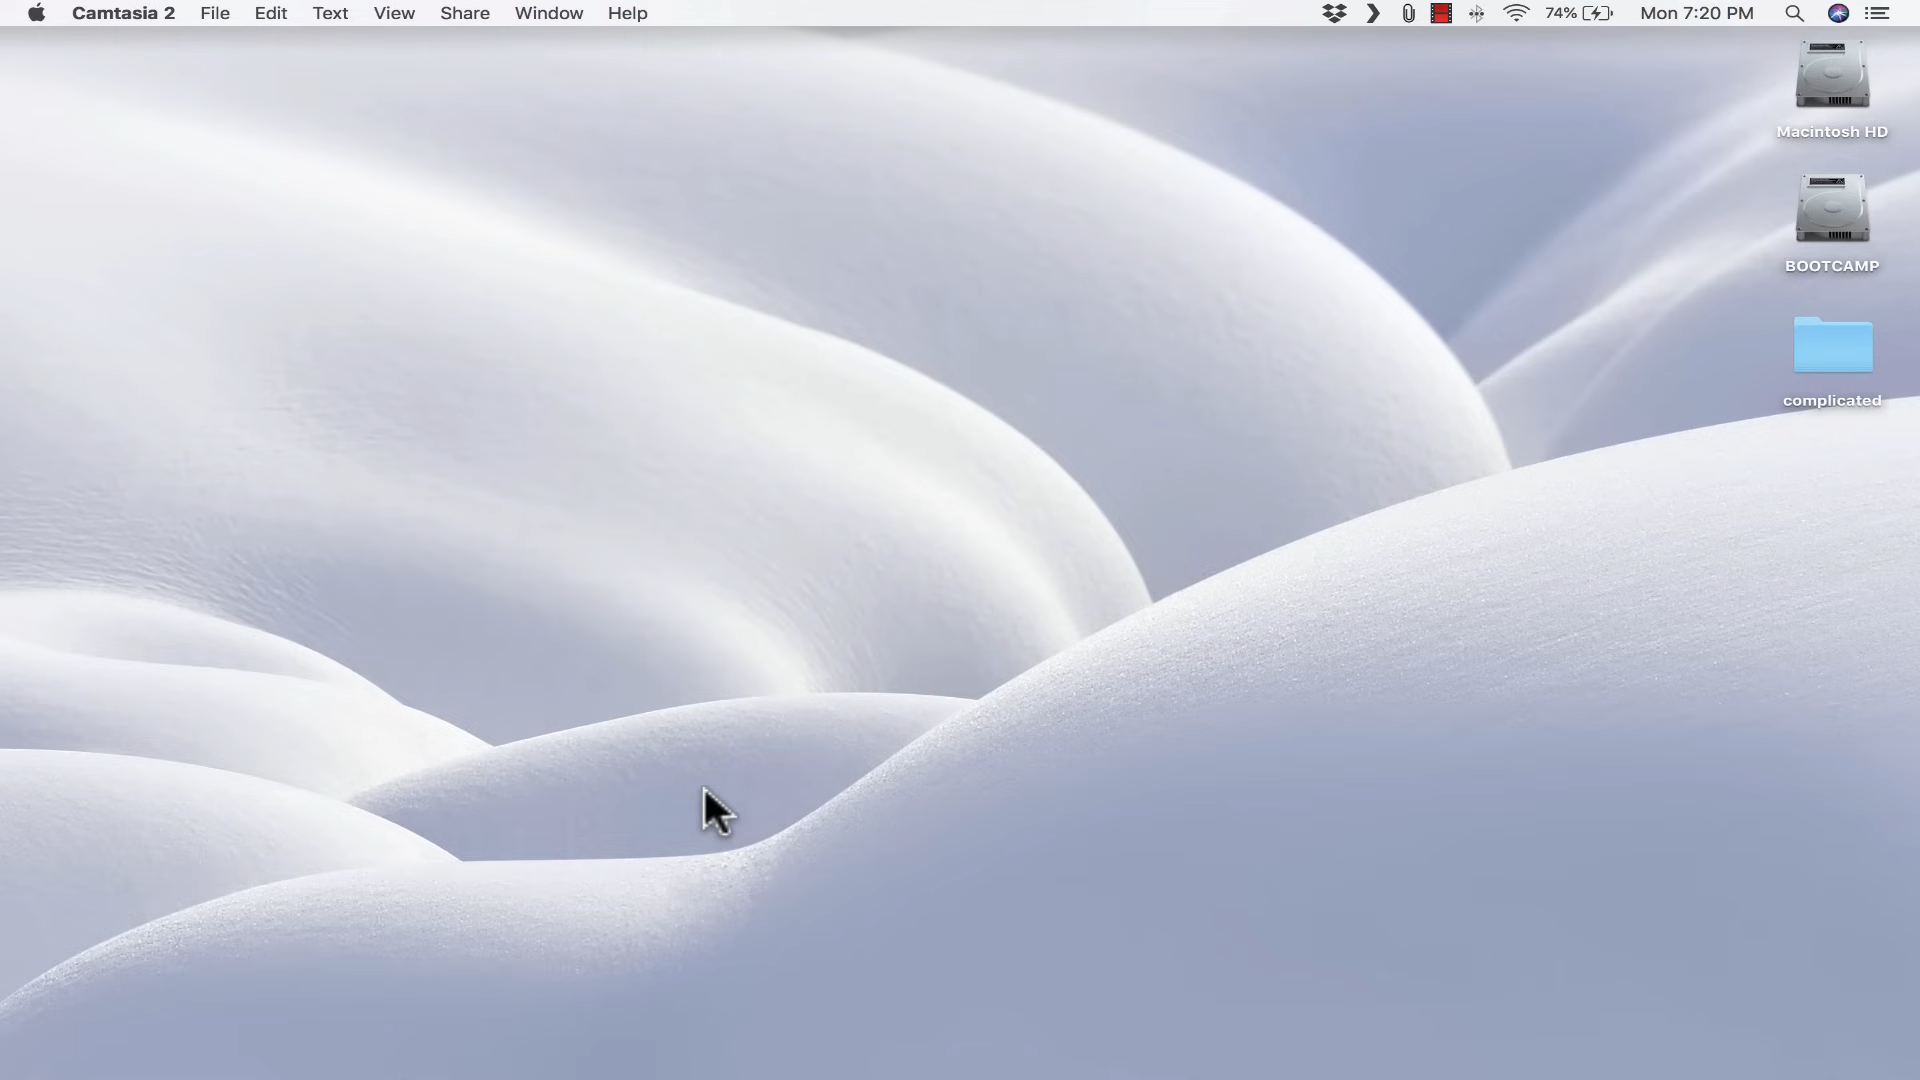 Camtasia 2 File Edit Text View Share Window Help 74% Mon 7:20 PM
Macintosh HD
BOOTCAMP
complicated